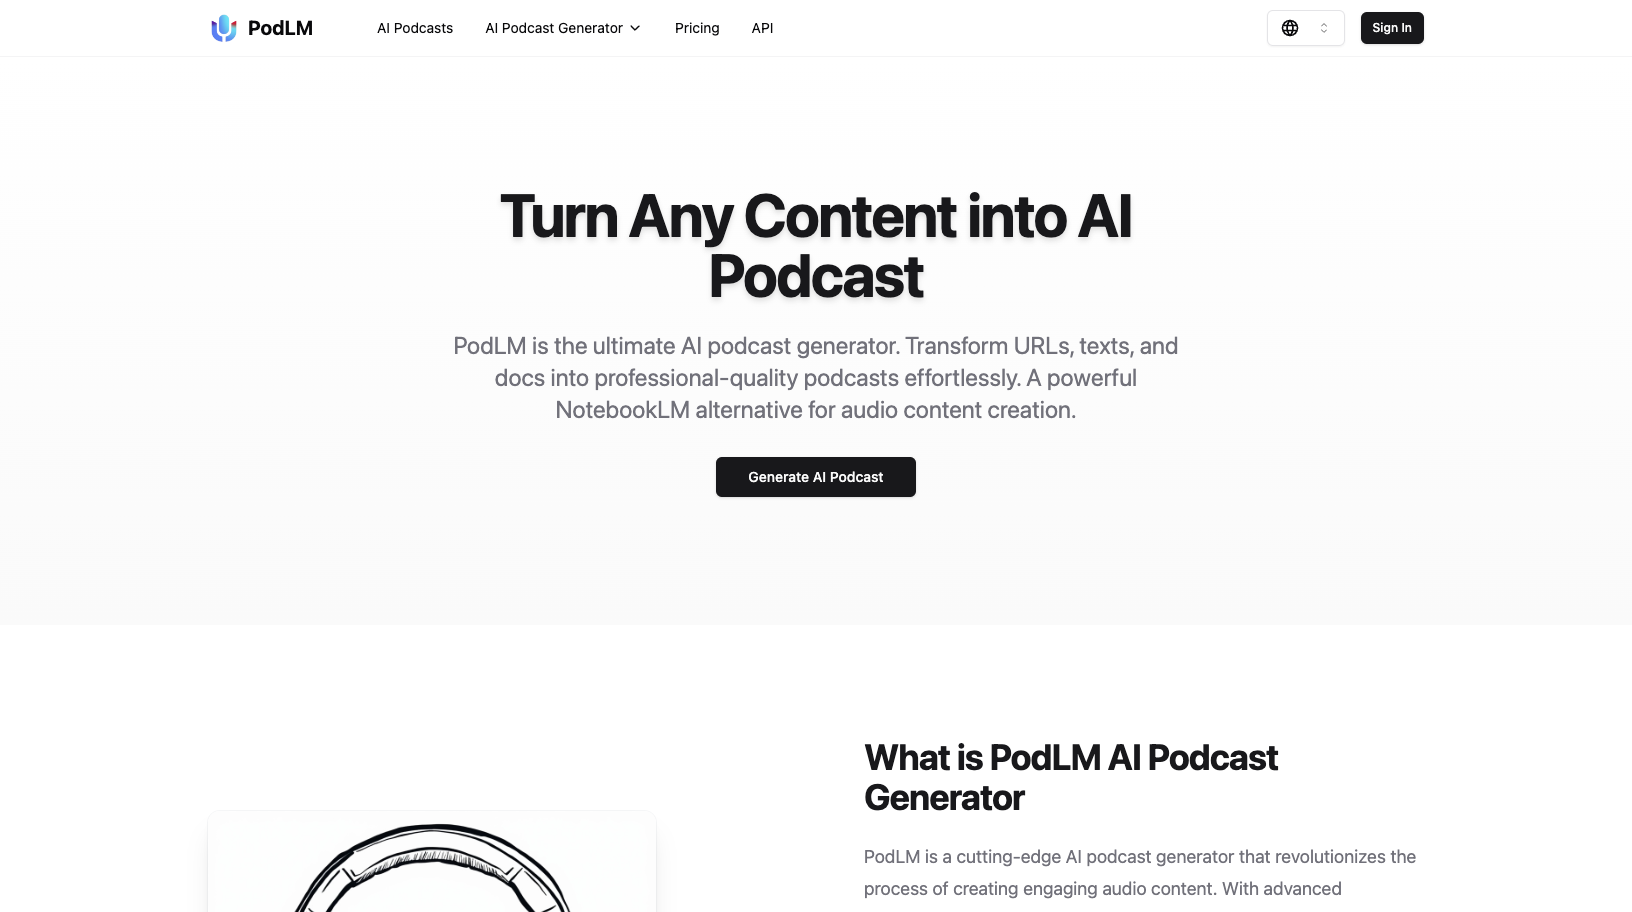 PodLM
AI Podcasts
AI Podcast Generator
Pricing
API
Sign In
Turn Any Content into AI
Podcast
PodLM is the ultimate AI podcast generator. Transform URLs, texts, and
docs into professional-quality podcasts effortlessly. A powerful
NotebookLM alternative for audio content creation.
Generate AI Podcast
What is PodLM AI Podcast
Generator
PodLM is a cutting-edge AI podcast generator that revolutionizes the
process of creating engaging audio content. With advanced